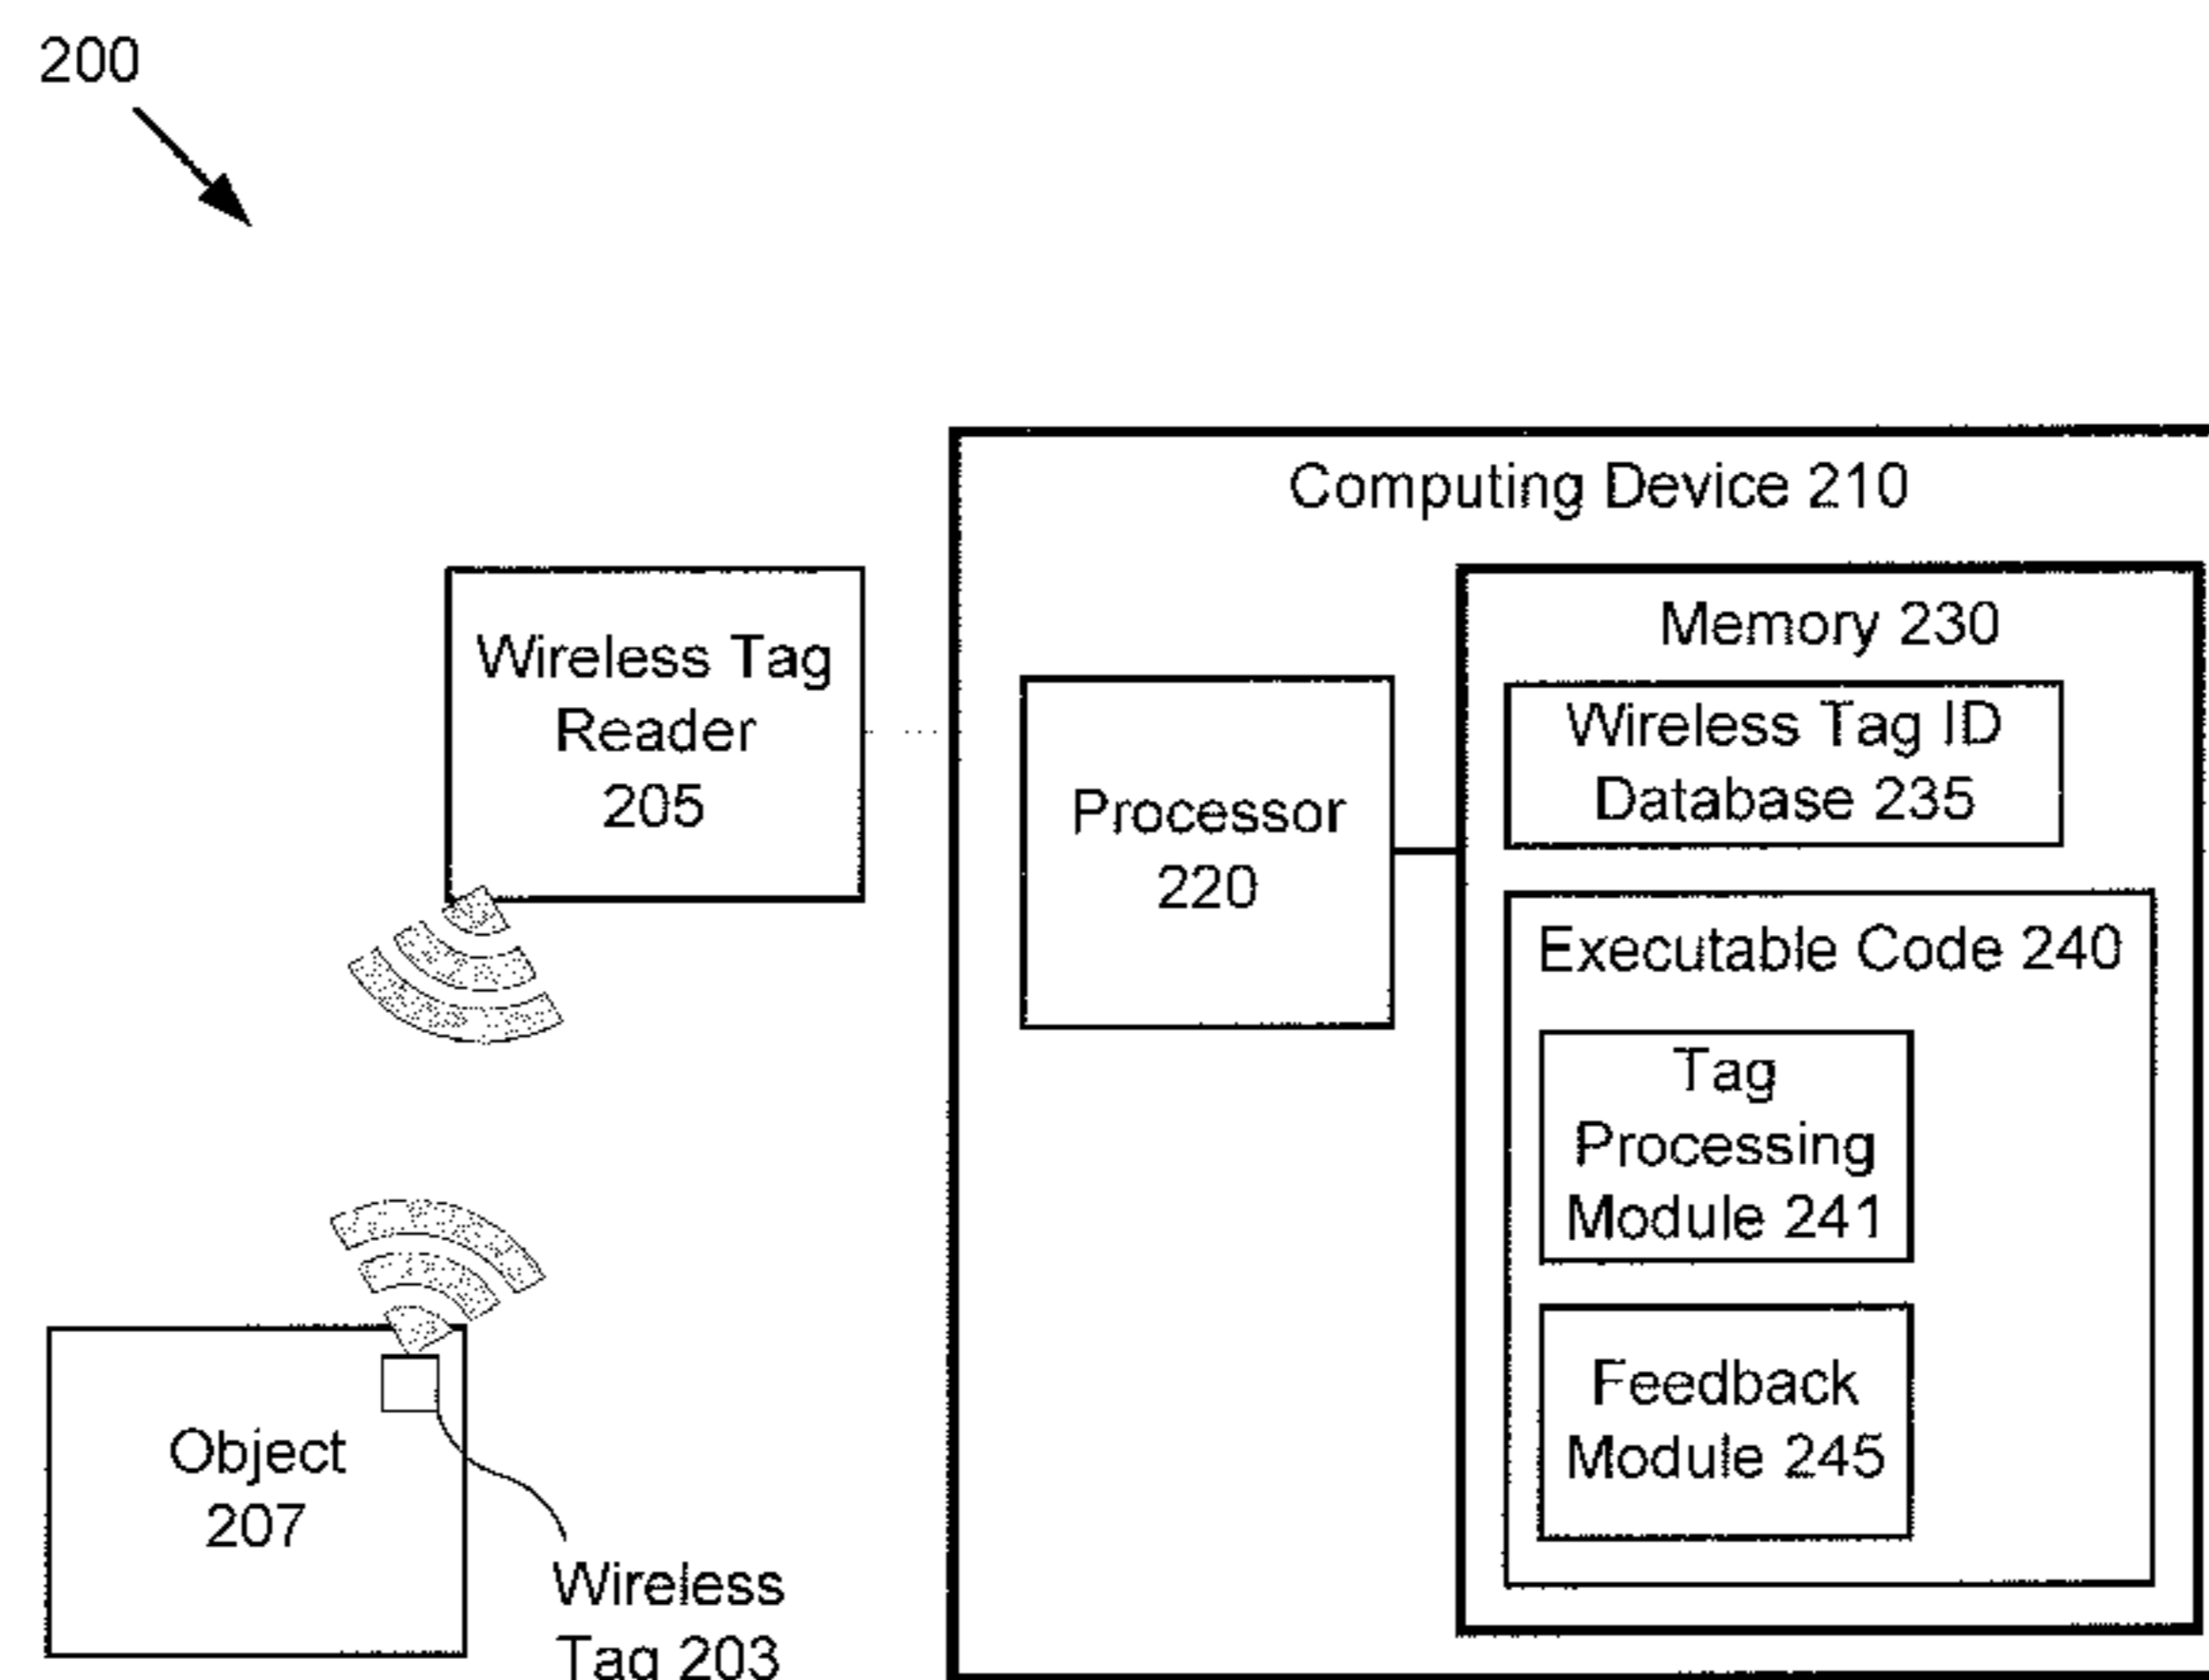 200
Computing Device 210
Memory 230
Wireless Tag
Reader
205
Wireless Tag ID
Database 235
Processor
220
Executable Code 240
Tag
Processing
Module 241
Feedback
Module 245
Object
207
Wireless
Tag 203